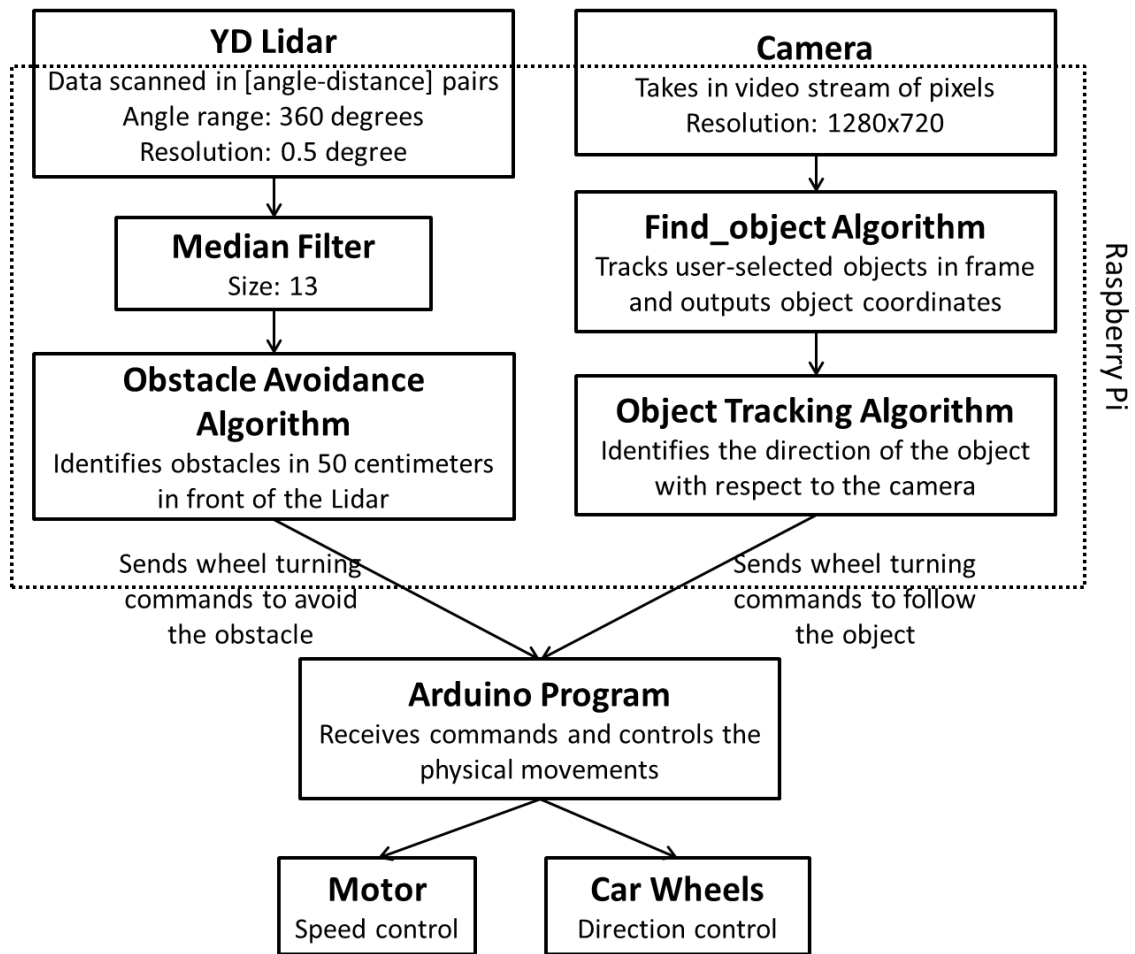 YD Lidar
Data scanned in [angle-distance] pairs
Angle range: 360 degrees
Resolution: 0.5 degree
Camera
Takes in video stream of pixels
Resolution: 1280x720
Median Filter
Size: 13
Find_object Algorithm
Tracks user-selected objects in frame
and outputs object coordinates
Obstacle Avoidance
Algorithm
Identifies obstacles in 50 centimeters
in front of the Lidar
Object Tracking Algorithm
Identifies the direction of the object
with respect to the camera
Raspberry Pi
Sends wheel turning
commands to avoid
the obstacle
Sends wheel turning
commands to follow
the object
Arduino Program
Receives commands and controls the
physical movements
Motor
Speed control
Car Wheels
Direction control